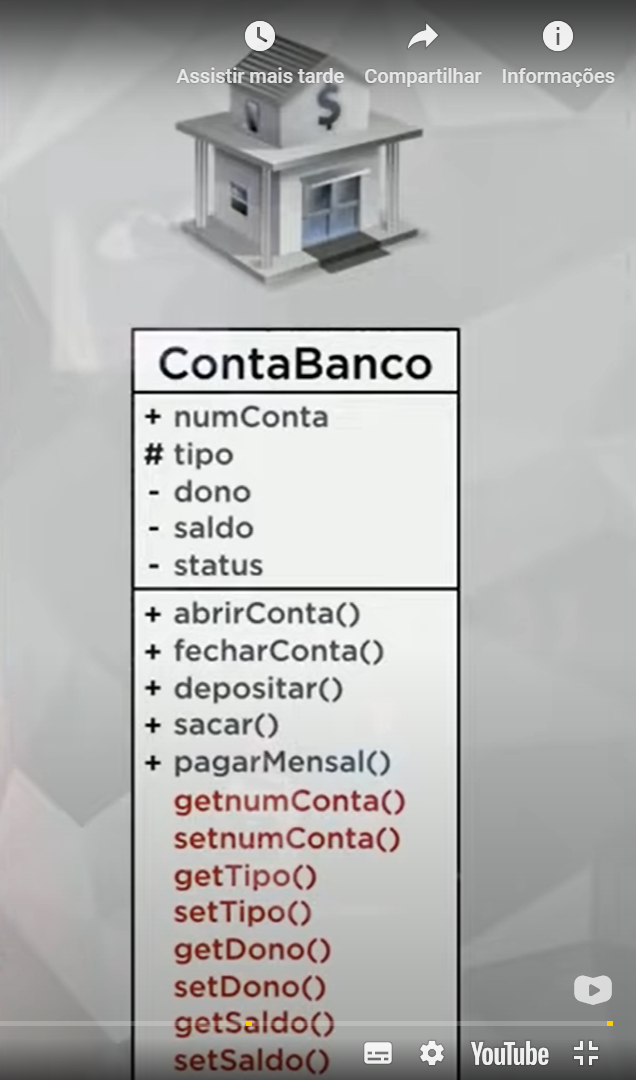 Assistir mais tarde Compartilhar Informações
$
ContaBanco
+ numConta
# tipo
- dono
- saldo
- status
+ abrirConta()
+ fecharConta()
+ depositar()
+ sacar()
+ pagarMensal()
getnumConta()
setnumConta()
getTipo()
setTipo()
getDono()
setDono()
getSaldo()
setSaldo()
YouTube